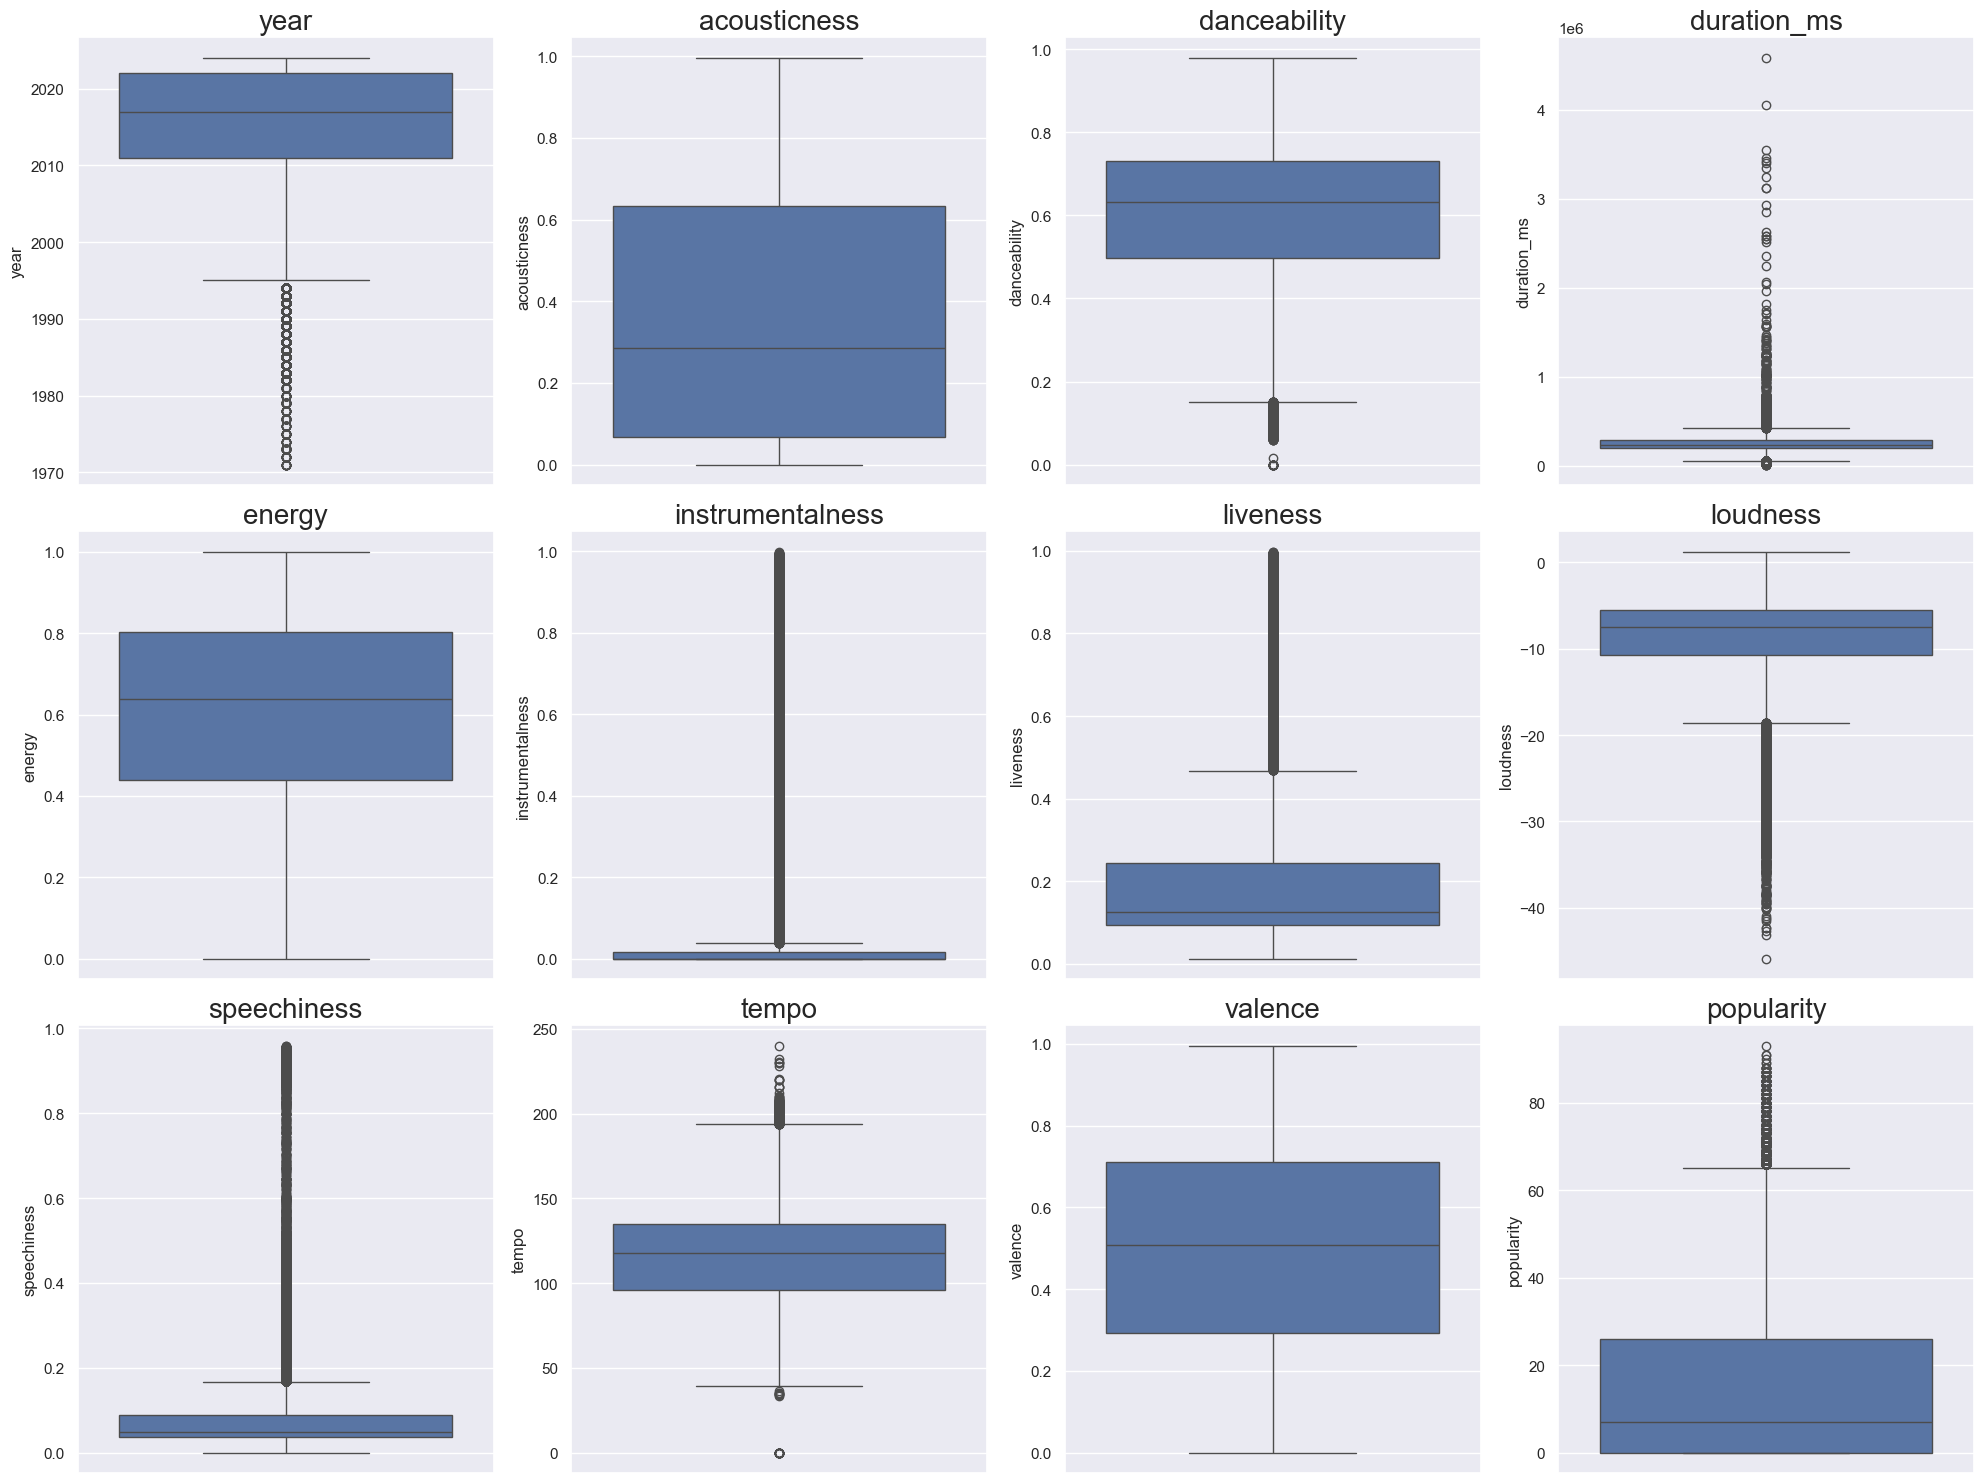 year
acousticness
danceability
duration_ms
1e6
year
2020
2010
2000
1990
1980
1970
acousticness
1.0
0.8
0.6
0.4
0.2
0.0
danceability
1.0
0.8
0.6
0.4
0.2
0.0
duration_ms
4
3
2
1
0
energy
instrumentalness
liveness
loudness
energy
1.0
0.8
0.6
0.4
0.2
0.0
instrumentalness
1.0
0.8
0.6
0.4
0.2
0.0
liveness
1.0
0.8
0.6
0.4
0.2
0.0
loudness
0
−10
−20
−30
−40
speechiness
tempo
valence
popularity
speechiness
1.0
0.8
0.6
0.4
0.2
0.0
tempo
250
200
150
100
50
0
valence
1.0
0.8
0.6
0.4
0.2
0.0
popularity
80
60
40
20
0